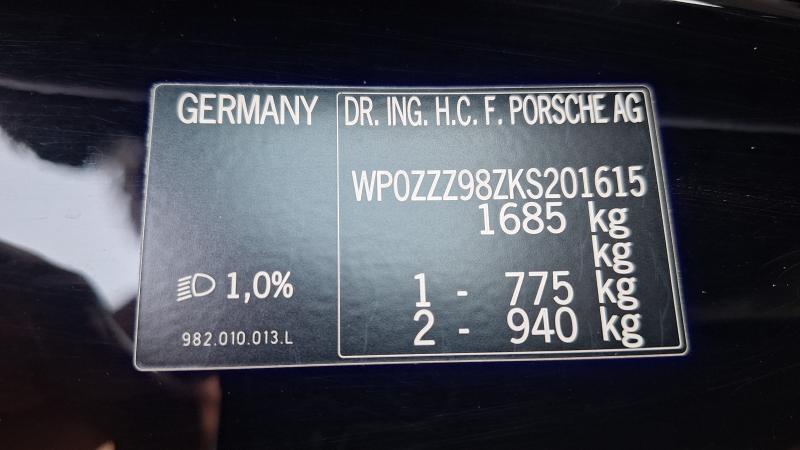 GERMANY
DR. ING. H.C. F. PORSCHE AG
WP0ZZZ98ZKS201615
1685 kg
kg
1 - 775 kg
2 - 940 kg
1,0%
982.010.013.L